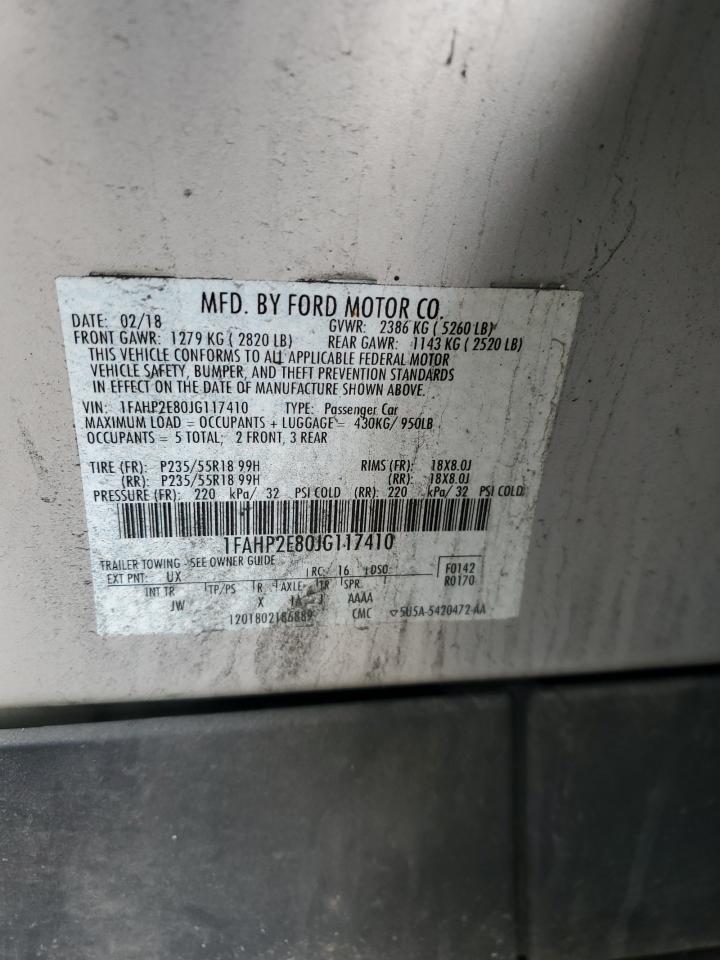 MFD. BY FORD MOTOR CO.
DATE: 02/18 GVWR: 2386 KG ( 5260 LB)
FRONT GAWR: 1279 KG ( 2820 LB) REAR GAWR: 1143 KG ( 2520 LB)
THIS VEHICLE CONFORMS TO ALL APPLICABLE FEDERAL MOTOR
VEHICLE SAFETY, BUMPER, AND THEFT PREVENTION STANDARDS
IN EFFECT ON THE DATE OF MANUFACTURE SHOWN ABOVE.
VIN: 1FAHP2E80JG117410 TYPE: Passenger Car
MAXIMUM LOAD = OCCUPANTS + LUGGAGE = 430KG/ 950LB
OCCUPANTS = 5 TOTAL; 2 FRONT, 3 REAR
TIRE (FR): P235/55R18 99H RIMS (FR): 18X8.0J
(RR): P235/55R18 99H (RR): 18X8.0J
PRESSURE (FR): 220 kPa/ 32 PSI COLD (RR): 220 kPa/ 32 PSI COLD
1FAHP2E80JG117410
TRAILER TOWING - SEE OWNER GUIDE
EXT PNT: UX RC: 16 DSO: F0142
R0170
INT TR TP/PS R AXLE TR SPR
JW X 1A J AAAA
1201802186889 CMC ▽5U5A-5420472-AA